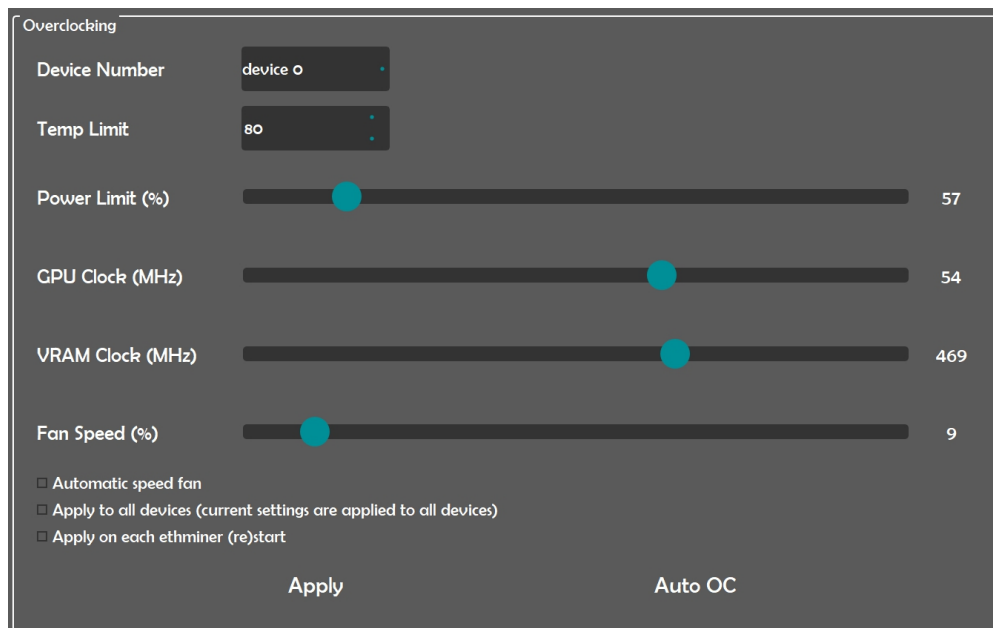 Overclocking
Device Number device 0
Temp Limit 80
Power Limit (%) 57
GPU Clock (MHz) 54
VRAM Clock (MHz) 469
Fan Speed (%) 9
Automatic speed fan
Apply to all devices (current settings are applied to all devices)
Apply on each ethminer (re)start
Apply Auto OC